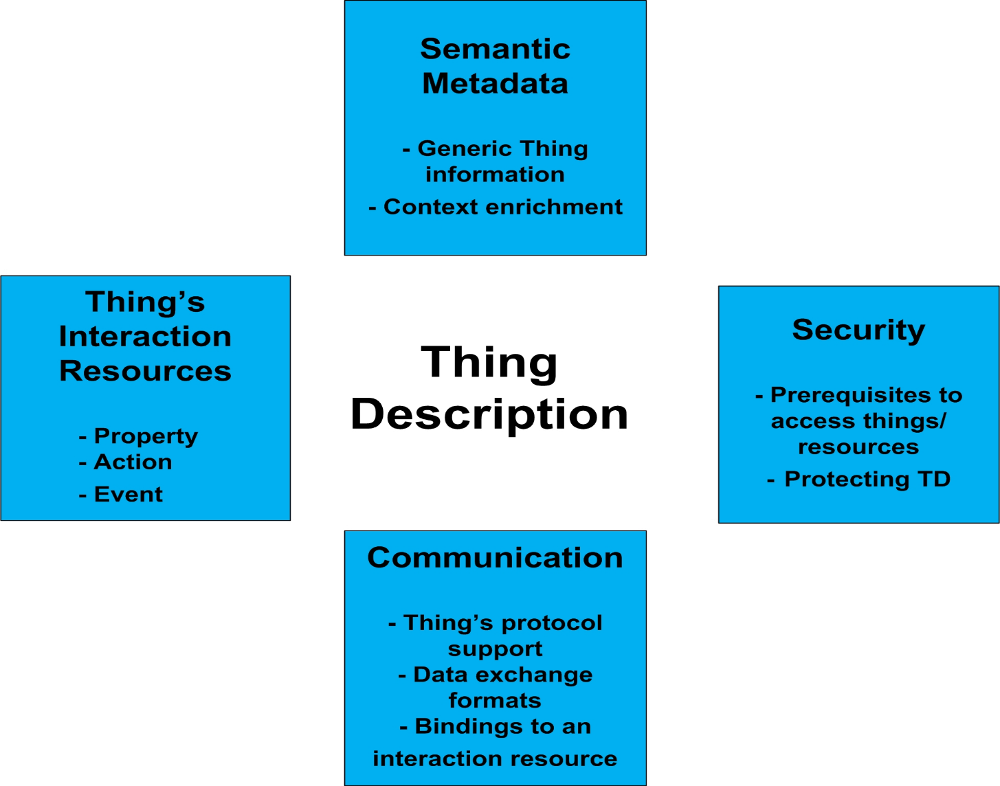 Semantic
Metadata
- Generic Thing
information
- Context enrichment
Thing’s
Interaction
Resources
- Property
- Action
- Event
Thing
Description
Security
- Prerequisites to
access things/
resources
- Protecting TD
Communication
- Thing’s protocol
support
- Data exchange
formats
- Bindings to an
interaction resource